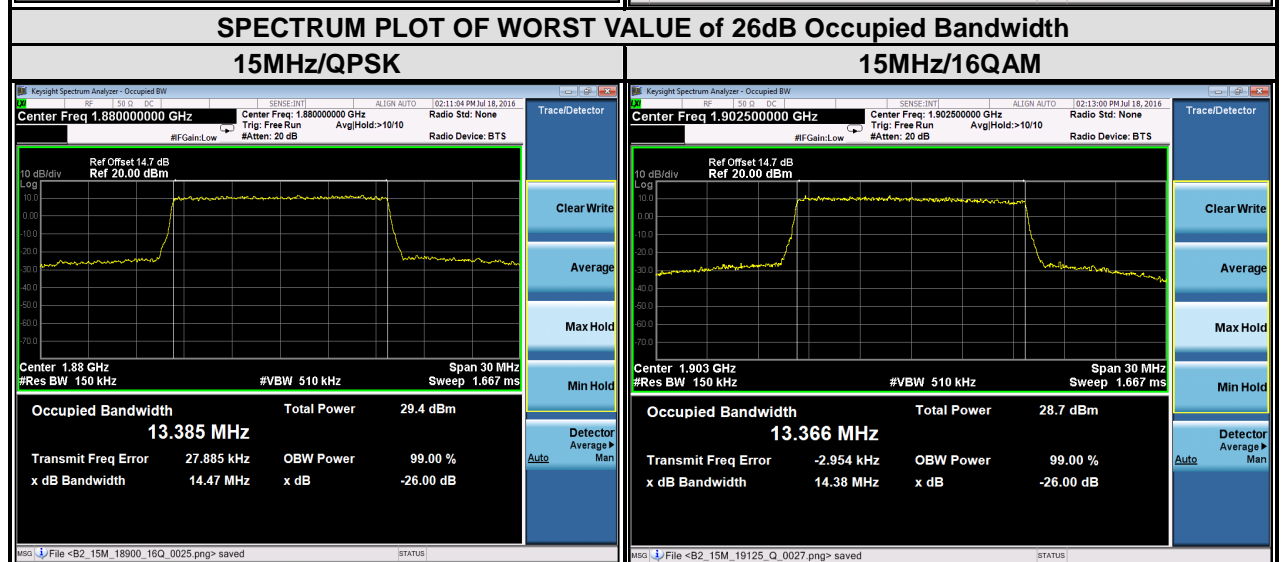 SPECTRUM PLOT OF WORST VALUE of 26dB Occupied Bandwidth
15MHz/QPSK
15MHz/16QAM
Keysight Spectrum Analyzer - Occupied BW
LXI RF 50 Ω DC SENSE:INT ALIGN AUTO 02:11:04 PM Jul 18, 2016
Center Freq 1.880000000 GHz
Center Freq: 1.880000000 GHz
Radio Std: None
Trig: Free Run Avg|Hold:>10/10
#IFGain:Low #Atten: 20 dB Radio Device: BTS
Ref Offset 14.7 dB
10 dB/div Ref 20.00 dBm
Log
10.0
0.00
-10.0
-20.0
-30.0
-40.0
-50.0
-60.0
-70.0
Center 1.88 GHz Span 30 MHz
#Res BW 150 kHz #VBW 510 kHz Sweep 1.667 ms
Occupied Bandwidth Total Power 29.4 dBm
13.385 MHz
Transmit Freq Error 27.885 kHz OBW Power 99.00 %
x dB Bandwidth 14.47 MHz x dB -26.00 dB
MSG File <B2_15M_18900_16Q_0025.png> saved STATUS
Trace/Detector
Clear Write
Average
Max Hold
Min Hold
Detector
Average
Auto Man
Keysight Spectrum Analyzer - Occupied BW
LXI RF 50 Ω DC SENSE:INT ALIGN AUTO 02:13:00 PM Jul 18, 2016
Center Freq 1.902500000 GHz
Center Freq: 1.902500000 GHz
Radio Std: None
Trig: Free Run Avg|Hold:>10/10
#IFGain:Low #Atten: 20 dB Radio Device: BTS
Ref Offset 14.7 dB
10 dB/div Ref 20.00 dBm
Log
10.0
0.00
-10.0
-20.0
-30.0
-40.0
-50.0
-60.0
-70.0
Center 1.903 GHz Span 30 MHz
#Res BW 150 kHz #VBW 510 kHz Sweep 1.667 ms
Occupied Bandwidth Total Power 28.7 dBm
13.366 MHz
Transmit Freq Error -2.954 kHz OBW Power 99.00 %
x dB Bandwidth 14.38 MHz x dB -26.00 dB
MSG File <B2_15M_19125_Q_0027.png> saved STATUS
Trace/Detector
Clear Write
Average
Max Hold
Min Hold
Detector
Average
Auto Man